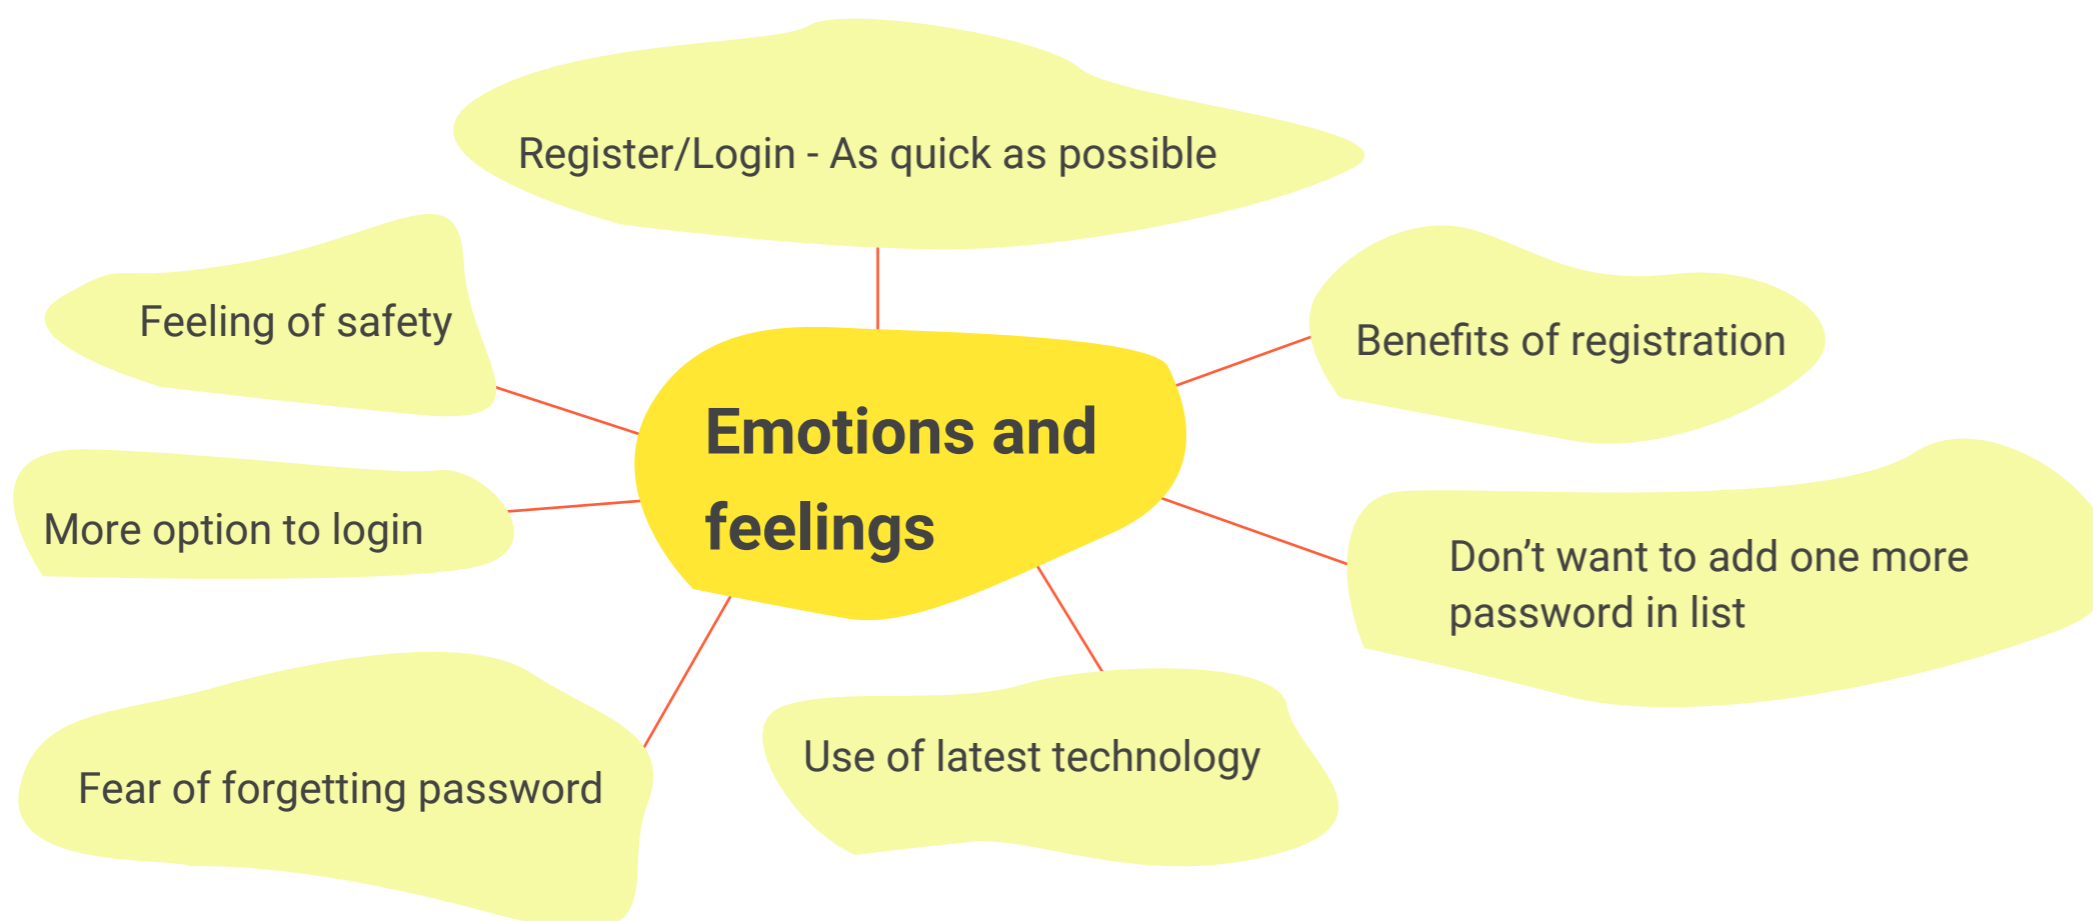 Register/Login - As quick as possible
Feeling of safety
Benefits of registration
Emotions and
feelings
More option to login
Don’t want to add one more
password in list
Fear of forgetting password
Use of latest technology